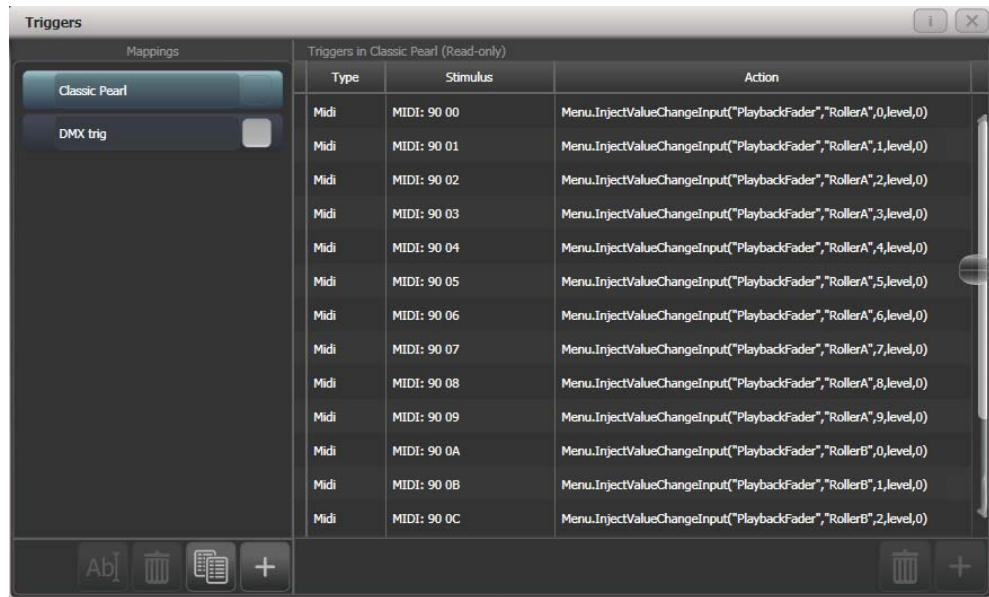 Triggers
i
Mappings
Triggers in Classic Pearl (Read-only)
Classic Pearl
DMX trig
Type Stimulus Action
Midi MIDI: 90 00 Menu.InjectValueChangeInput("PlaybackFader","RollerA",0,level,0)
Midi MIDI: 90 01 Menu.InjectValueChangeInput("PlaybackFader","RollerA",1,level,0)
Midi MIDI: 90 02 Menu.InjectValueChangeInput("PlaybackFader","RollerA",2,level,0)
Midi MIDI: 90 03 Menu.InjectValueChangeInput("PlaybackFader","RollerA",3,level,0)
Midi MIDI: 90 04 Menu.InjectValueChangeInput("PlaybackFader","RollerA",4,level,0)
Midi MIDI: 90 05 Menu.InjectValueChangeInput("PlaybackFader","RollerA",5,level,0)
Midi MIDI: 90 06 Menu.InjectValueChangeInput("PlaybackFader","RollerA",6,level,0)
Midi MIDI: 90 07 Menu.InjectValueChangeInput("PlaybackFader","RollerA",7,level,0)
Midi MIDI: 90 08 Menu.InjectValueChangeInput("PlaybackFader","RollerA",8,level,0)
Midi MIDI: 90 09 Menu.InjectValueChangeInput("PlaybackFader","RollerA",9,level,0)
Midi MIDI: 90 0A Menu.InjectValueChangeInput("PlaybackFader","RollerB",0,level,0)
Midi MIDI: 90 0B Menu.InjectValueChangeInput("PlaybackFader","RollerB",1,level,0)
Midi MIDI: 90 0C Menu.InjectValueChangeInput("PlaybackFader","RollerB",2,level,0)
Ab